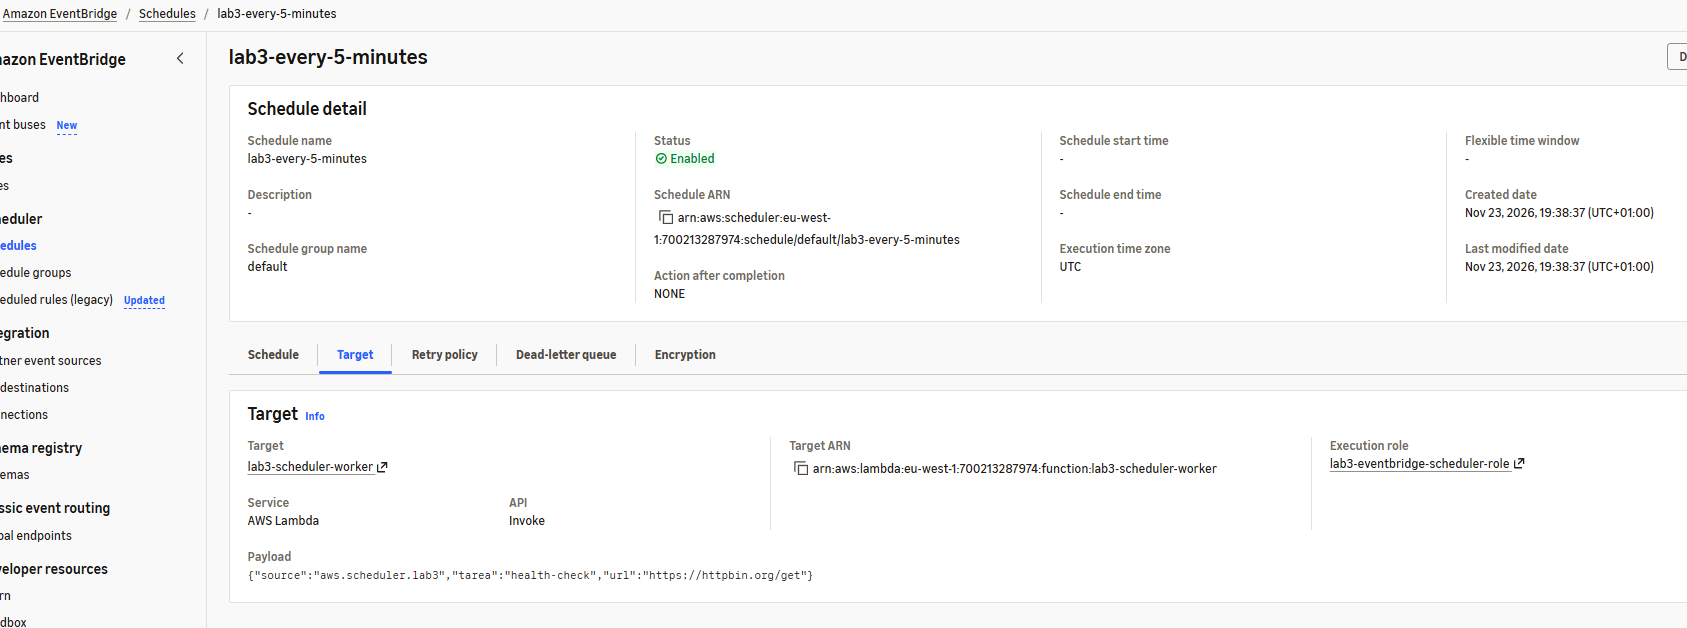 Amazon EventBridge / Schedules / lab3-every-5-minutes
azon EventBridge
hboard
nt buses New
es
es
eduler
edules
edule groups
eduled rules (legacy) Updated
egration
tner event sources
destinations
nections
ema registry
emas
ssic event routing
bal endpoints
veloper resources
rn
dbox
lab3-every-5-minutes
D
Schedule detail
Schedule name
lab3-every-5-minutes
Description
-
Schedule group name
default
Status
Enabled
Schedule ARN
arn:aws:scheduler:eu-west-
1:700213287974:schedule/default/lab3-every-5-minutes
Action after completion
NONE
Schedule start time
-
Schedule end time
-
Execution time zone
UTC
Flexible time window
-
Created date
Nov 23, 2026, 19:38:37 (UTC+01:00)
Last modified date
Nov 23, 2026, 19:38:37 (UTC+01:00)
Schedule
Target
Retry policy
Dead-letter queue
Encryption
Target Info
Target
lab3-scheduler-worker
Service
AWS Lambda
API
Invoke
Target ARN
arn:aws:lambda:eu-west-1:700213287974:function:lab3-scheduler-worker
Execution role
lab3-eventbridge-scheduler-role
Payload
{"source":"aws.scheduler.lab3","tarea":"health-check","url":"https://httpbin.org/get"}